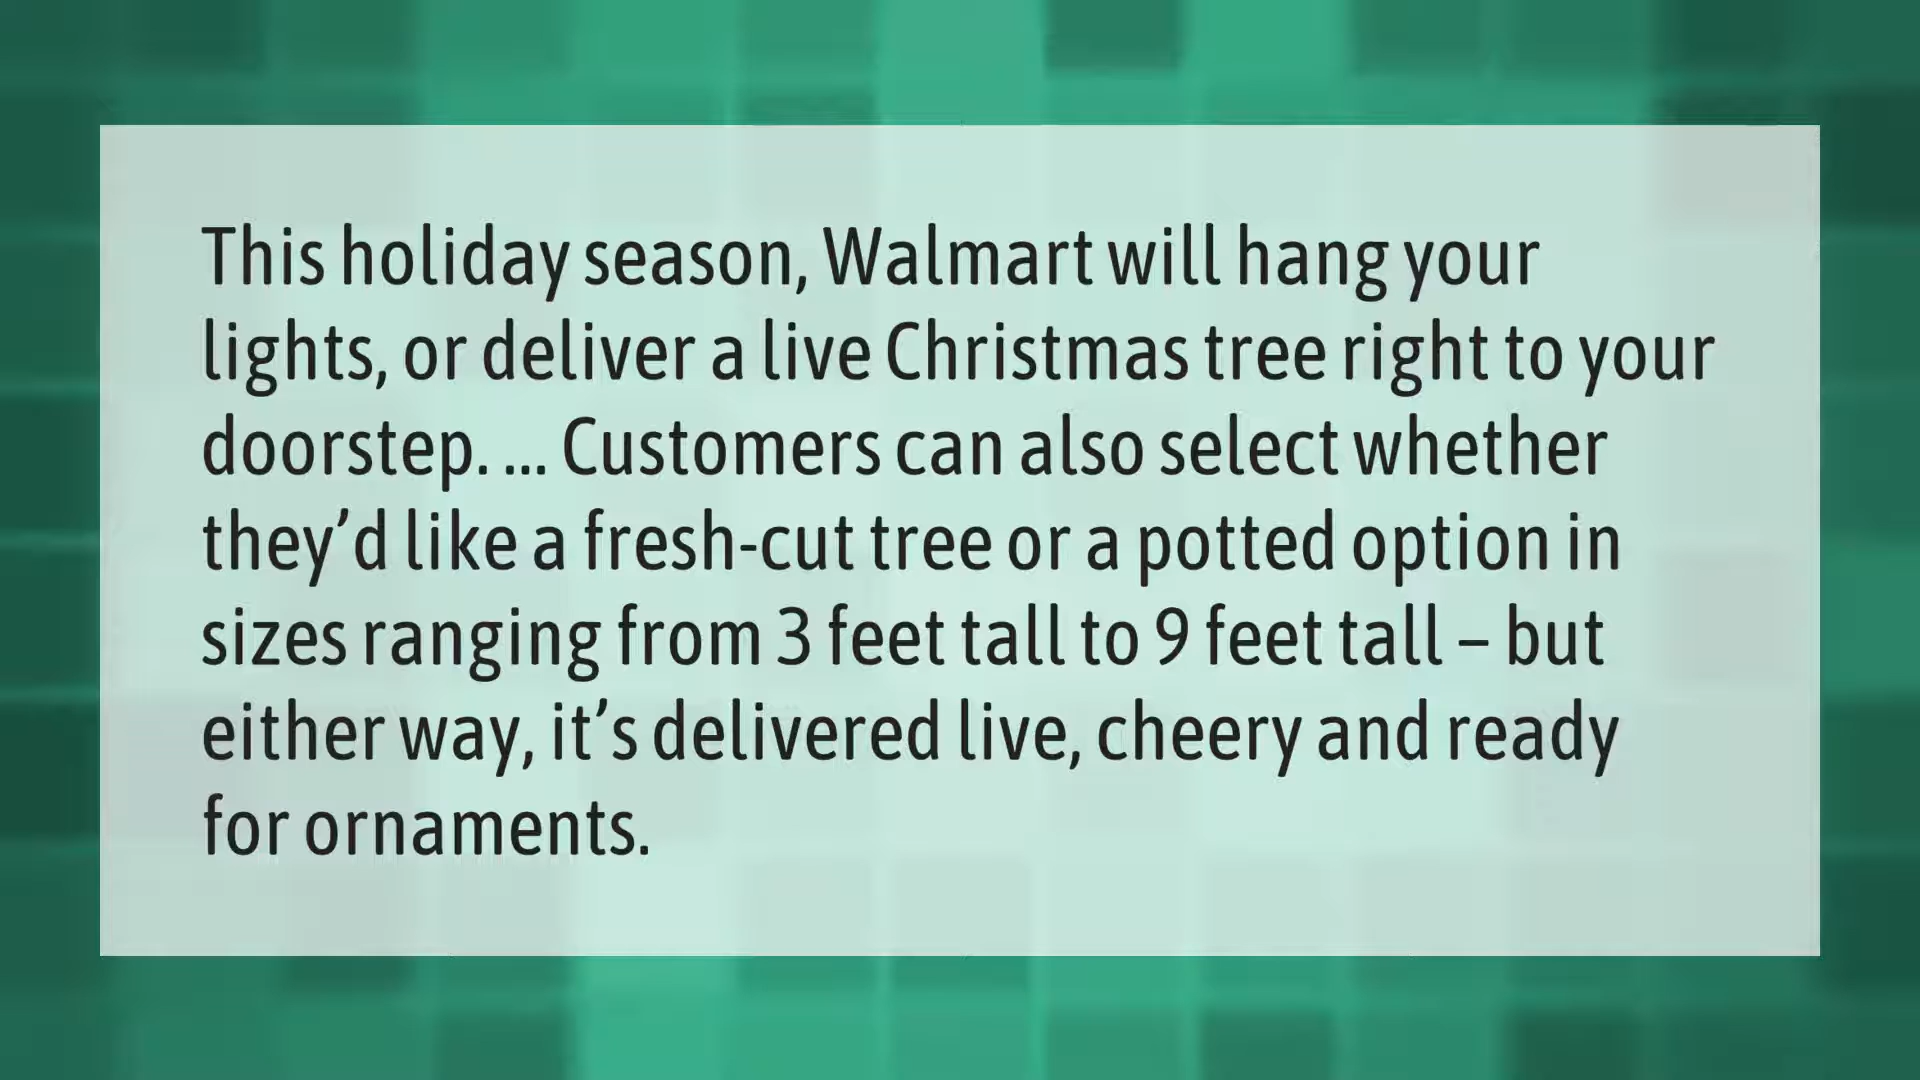 This holiday season, Walmart will hang your
lights, or deliver a live Christmas tree right to your
doorstep. ... Customers can also select whether
they’d like a fresh-cut tree or a potted option in
sizes ranging from 3 feet tall to 9 feet tall – but
either way, it’s delivered live, cheery and ready
for ornaments.